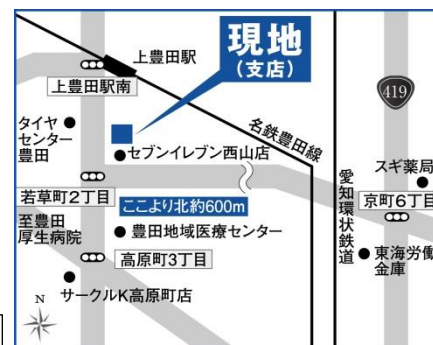 上豊田駅
現地
(支店)
上豊田駅南
419
名鉄豊田線
タイヤ
センター
豊田
セブンイレブン西山店
スギ薬局
若草町2丁目
ここより北約600m
愛知環状鉄道
京町6丁目
至豊田
厚生病院
豊田地域医療センター
東海労働
金庫
高原町3丁目
サークルK高原町店
N